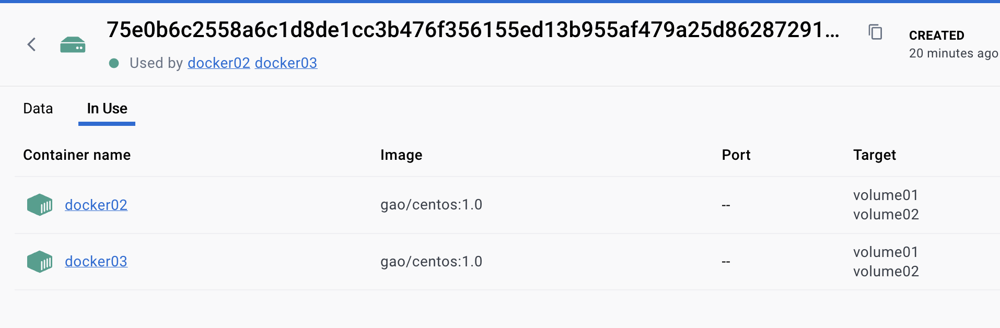 75e0b6c2558a6c1d8de1cc3b476f356155ed13b955af479a25d86287291...
CREATED
20 minutes ago
Used by docker02 docker03
Data In Use
Container name Image Port Target
docker02 gao/centos:1.0 -- volume01
volume02
docker03 gao/centos:1.0 -- volume01
volume02